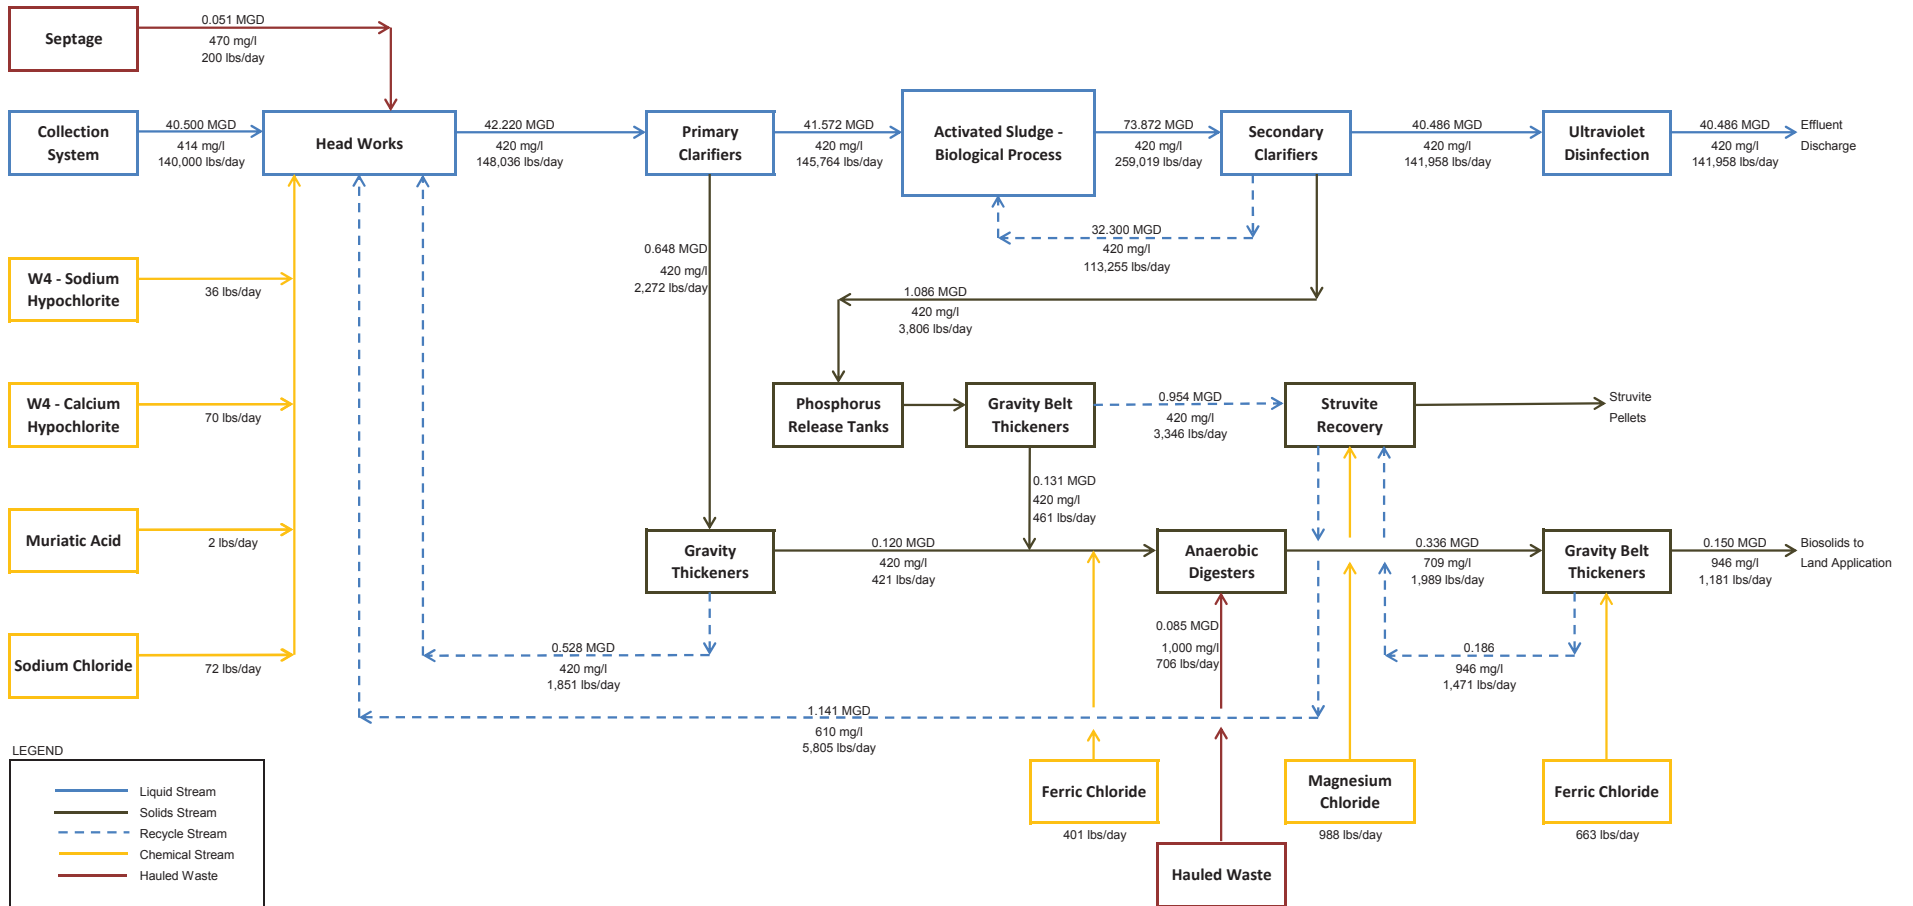 Septage
0.051 MGD
470 mg/l
200 lbs/day
Collection
System
40.500 MGD
414 mg/l
140,000 lbs/day
Head Works
42.220 MGD
420 mg/l
148,036 lbs/day
Primary
Clarifiers
41.572 MGD
420 mg/l
145,764 lbs/day
Activated Sludge -
Biological Process
73.872 MGD
420 mg/l
259,019 lbs/day
Secondary
Clarifiers
40.486 MGD
420 mg/l
141,958 lbs/day
Ultraviolet
Disinfection
40.486 MGD
420 mg/l
141,958 lbs/day
Effluent
Discharge
32.300 MGD
420 mg/l
113,255 lbs/day
0.648 MGD
420 mg/l
2,272 lbs/day
W4 - Sodium
Hypochlorite
36 lbs/day
1.086 MGD
420 mg/l
3,806 lbs/day
W4 - Calcium
Hypochlorite
70 lbs/day
Phosphorus
Release Tanks
Gravity Belt
Thickeners
0.954 MGD
420 mg/l
3,346 lbs/day
Struvite
Recovery
Struvite
Pellets
0.131 MGD
420 mg/l
461 lbs/day
Muriatic Acid
2 lbs/day
Gravity
Thickeners
0.120 MGD
420 mg/l
421 lbs/day
Anaerobic
Digesters
0.336 MGD
709 mg/l
1,989 lbs/day
Gravity Belt
Thickeners
0.150 MGD
946 mg/l
1,181 lbs/day
Biosolids to
Land Application
Sodium Chloride
72 lbs/day
0.528 MGD
420 mg/l
1,851 lbs/day
0.085 MGD
1,000 mg/l
706 lbs/day
0.186
946 mg/l
1,471 lbs/day
1.141 MGD
610 mg/l
5,805 lbs/day
Ferric Chloride
401 lbs/day
Magnesium
Chloride
988 lbs/day
Ferric Chloride
663 lbs/day
Hauled Waste
LEGEND
Liquid Stream
Solids Stream
Recycle Stream
Chemical Stream
Hauled Waste